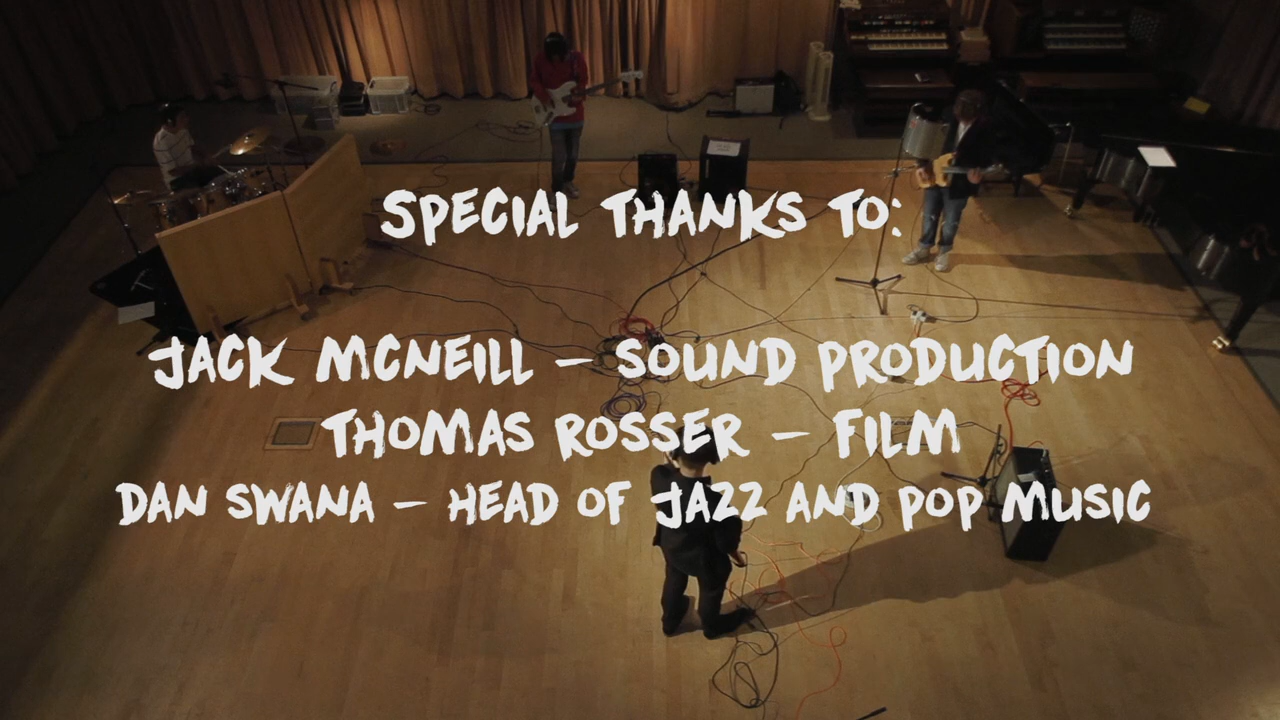 SPECIAL THANKS TO:
JACK MCNEILL – SOUND PRODUCTION
THOMAS ROSSER – FILM
DAN SWANA – HEAD OF JAZZ AND POP MUSIC